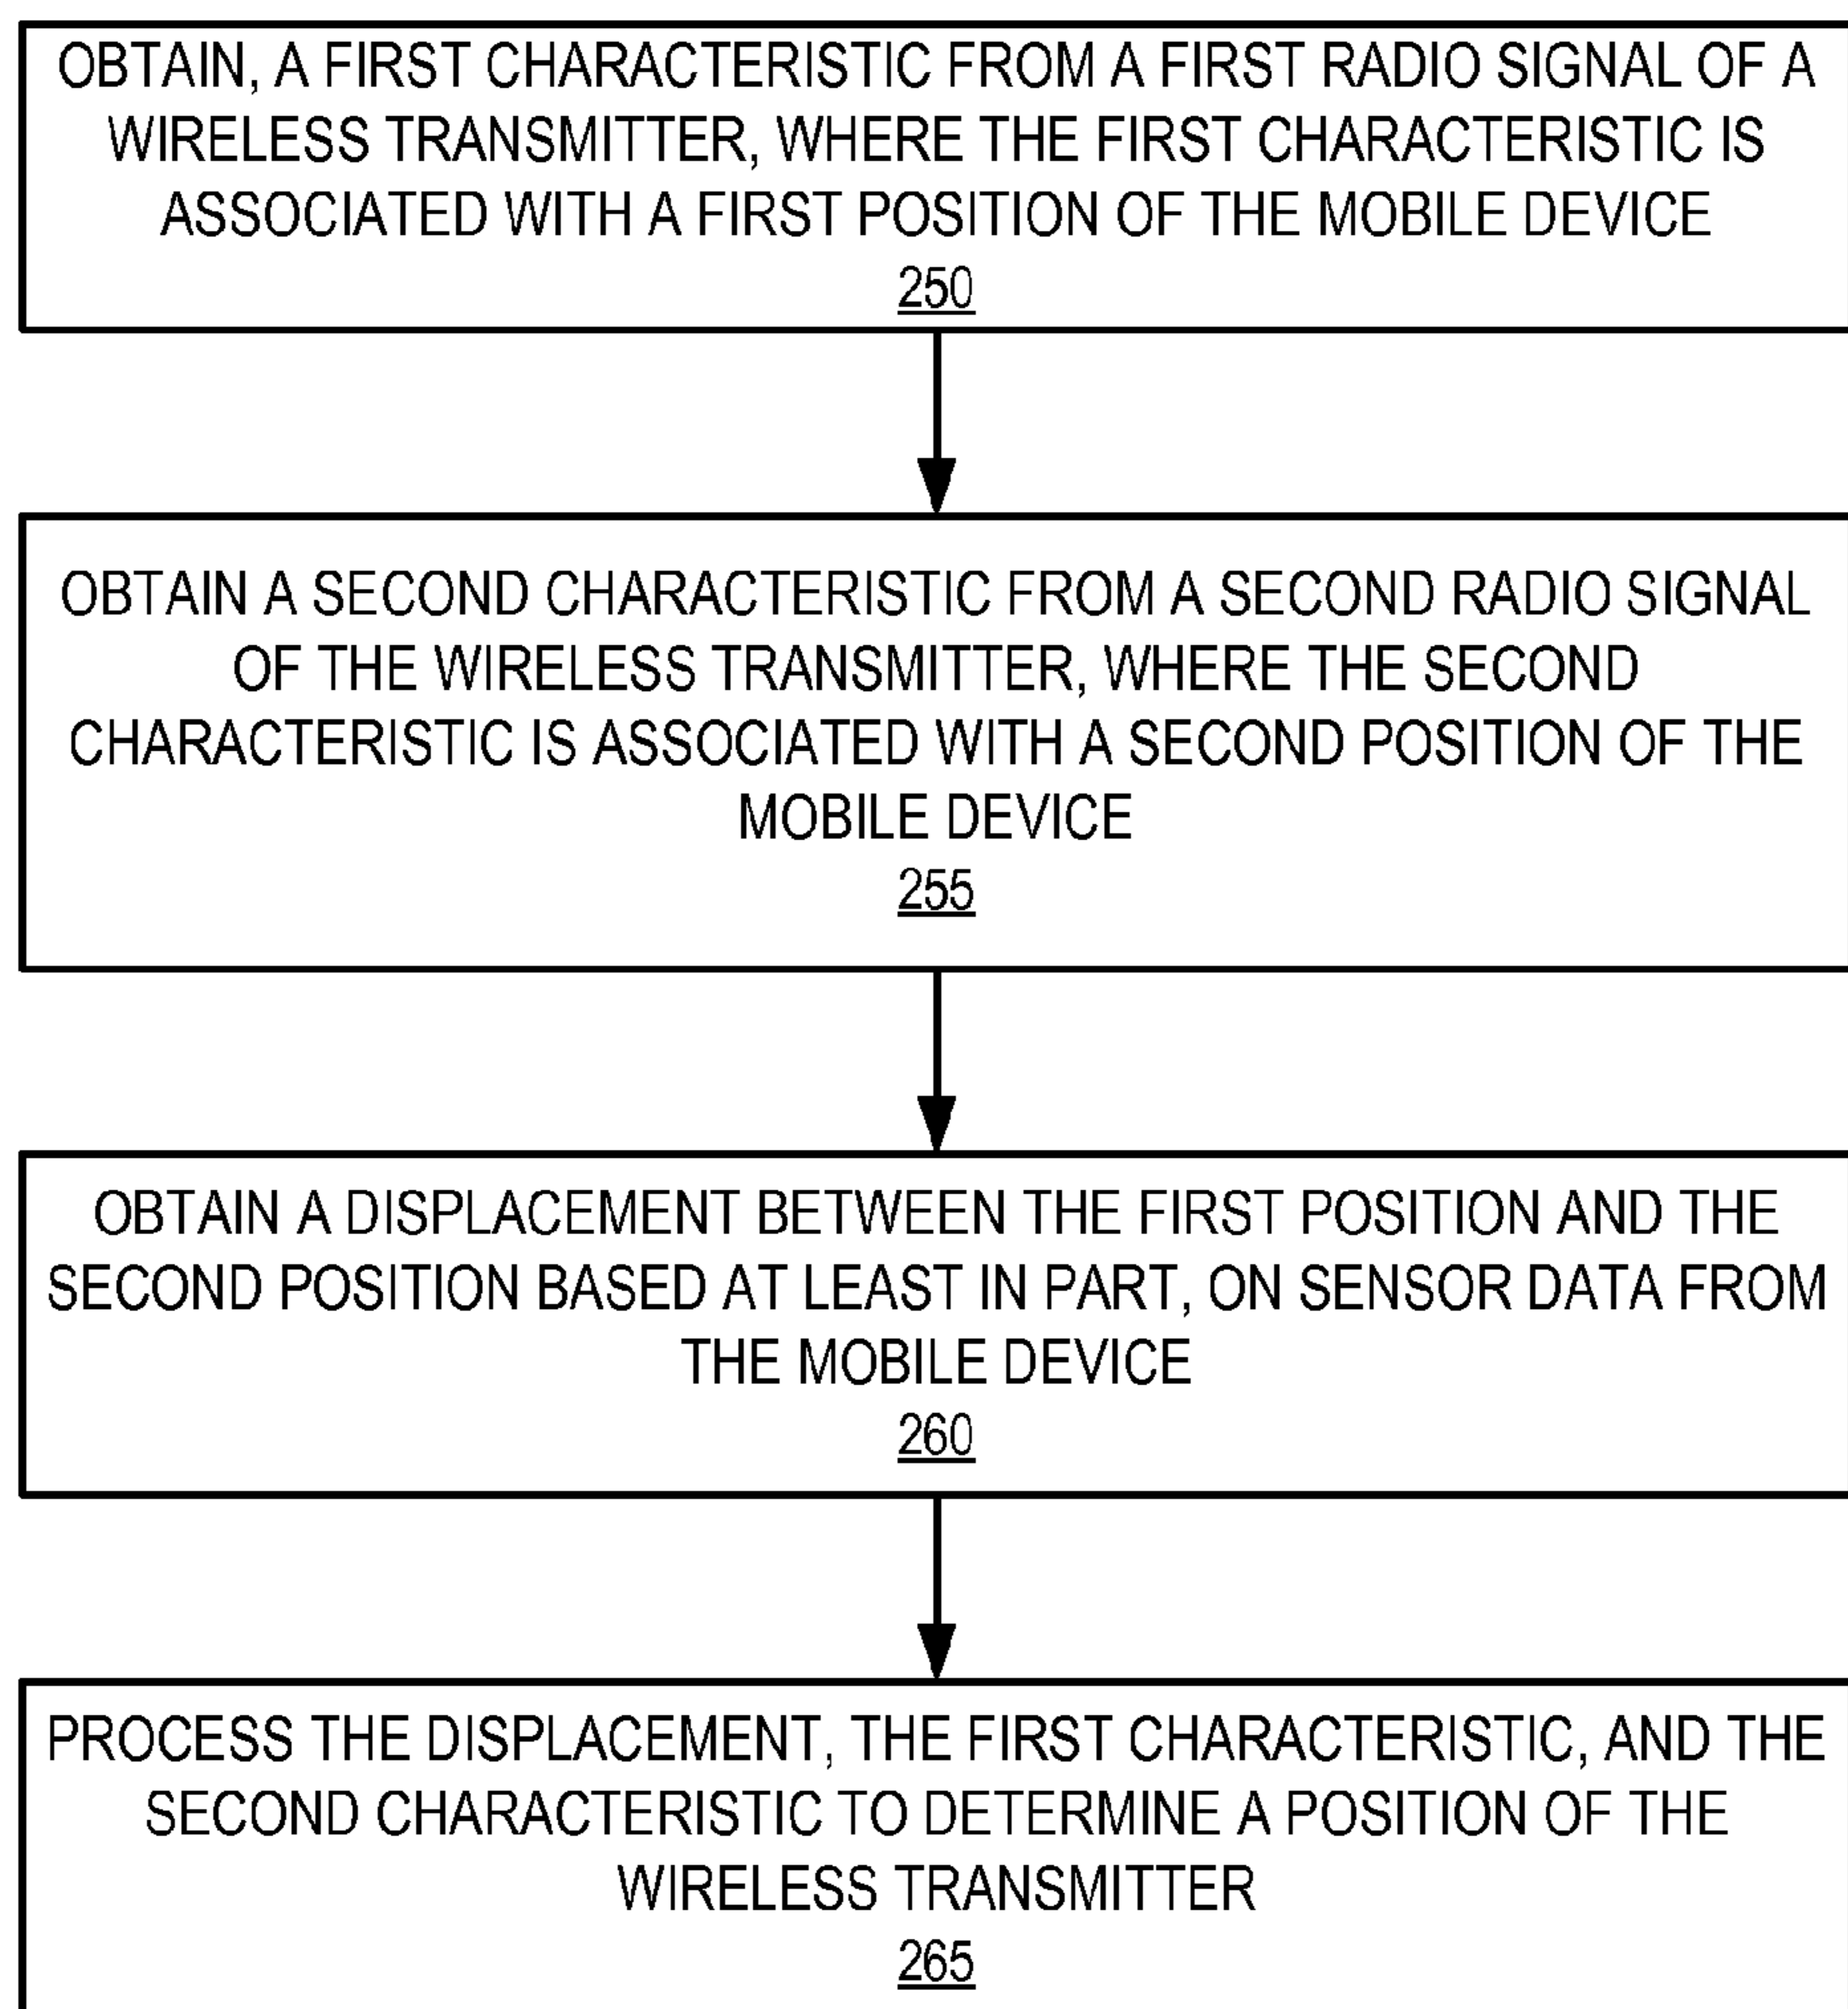 OBTAIN, A FIRST CHARACTERISTIC FROM A FIRST RADIO SIGNAL OF A
WIRELESS TRANSMITTER, WHERE THE FIRST CHARACTERISTIC IS
ASSOCIATED WITH A FIRST POSITION OF THE MOBILE DEVICE
250
OBTAIN A SECOND CHARACTERISTIC FROM A SECOND RADIO SIGNAL
OF THE WIRELESS TRANSMITTER, WHERE THE SECOND
CHARACTERISTIC IS ASSOCIATED WITH A SECOND POSITION OF THE
MOBILE DEVICE
255
OBTAIN A DISPLACEMENT BETWEEN THE FIRST POSITION AND THE
SECOND POSITION BASED AT LEAST IN PART, ON SENSOR DATA FROM
THE MOBILE DEVICE
260
PROCESS THE DISPLACEMENT, THE FIRST CHARACTERISTIC, AND THE
SECOND CHARACTERISTIC TO DETERMINE A POSITION OF THE
WIRELESS TRANSMITTER
265